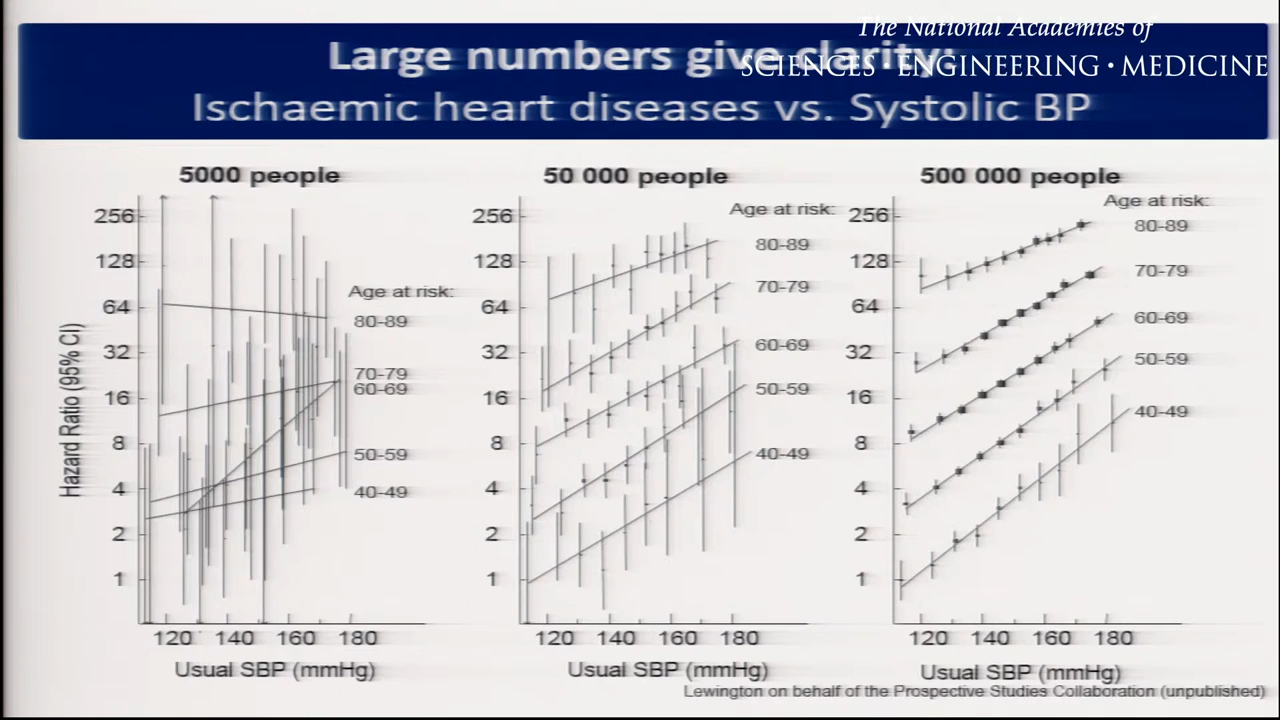 The National Academies of
SCIENCES · ENGINEERING · MEDICINE
Large numbers give clarity:
Ischaemic heart diseases vs. Systolic BP
5000 people
Hazard Ratio (95% CI)
256
128
64
32
16
8
4
2
1
Age at risk:
80-89
70-79
60-69
50-59
40-49
120 140 160 180
Usual SBP (mmHg)
50 000 people
256
128
64
32
16
8
4
2
1
Age at risk:
80-89
70-79
60-69
50-59
40-49
120 140 160 180
Usual SBP (mmHg)
500 000 people
256
128
64
32
16
8
4
2
1
Age at risk:
80-89
70-79
60-69
50-59
40-49
120 140 160 180
Usual SBP (mmHg)
Lewington on behalf of the Prospective Studies Collaboration (unpublished)